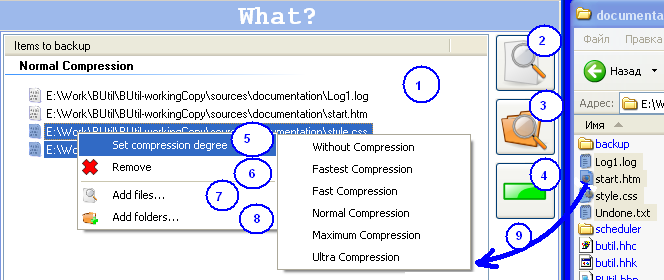 What?
Items to backup
Normal Compression
1
E:\Work\BUtil\BUtil-workingCopy\sources\documentation\Log1.log
E:\Work\BUtil\BUtil-workingCopy\sources\documentation\start.htm
E:\Work\BUtil\BUtil-workingCopy\sources\documentation\style.css
E:\Wo
Set compression degree 5
Remove 6
Add files... 7
Add folders... 8
Without Compression
Fastest Compression
Fast Compression
Normal Compression
Maximum Compression
Ultra Compression
2
3
4
9
documenta
Файл Правка
Назад
Адрес: E:\Wo
Имя
backup
Log1.log
start.htm
style.css
Undone.txt
scheduler
butil.hhc
butil.hhk